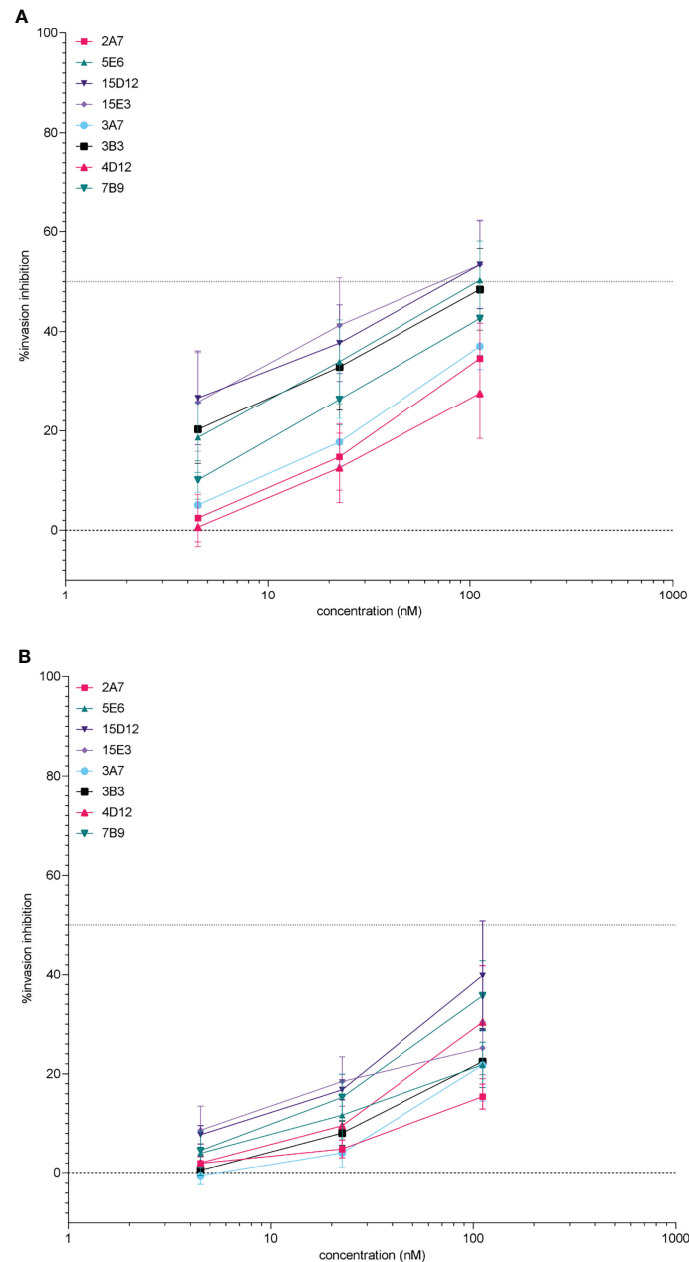 A
100
80
60
40
20
0
%invasion inhibition
2A7
5E6
15D12
15E3
3A7
3B3
4D12
7B9
1
10
100
1000
concentration (nM)
B
100
80
60
40
20
0
%invasion inhibition
2A7
5E6
15D12
15E3
3A7
3B3
4D12
7B9
1
10
100
1000
concentration (nM)